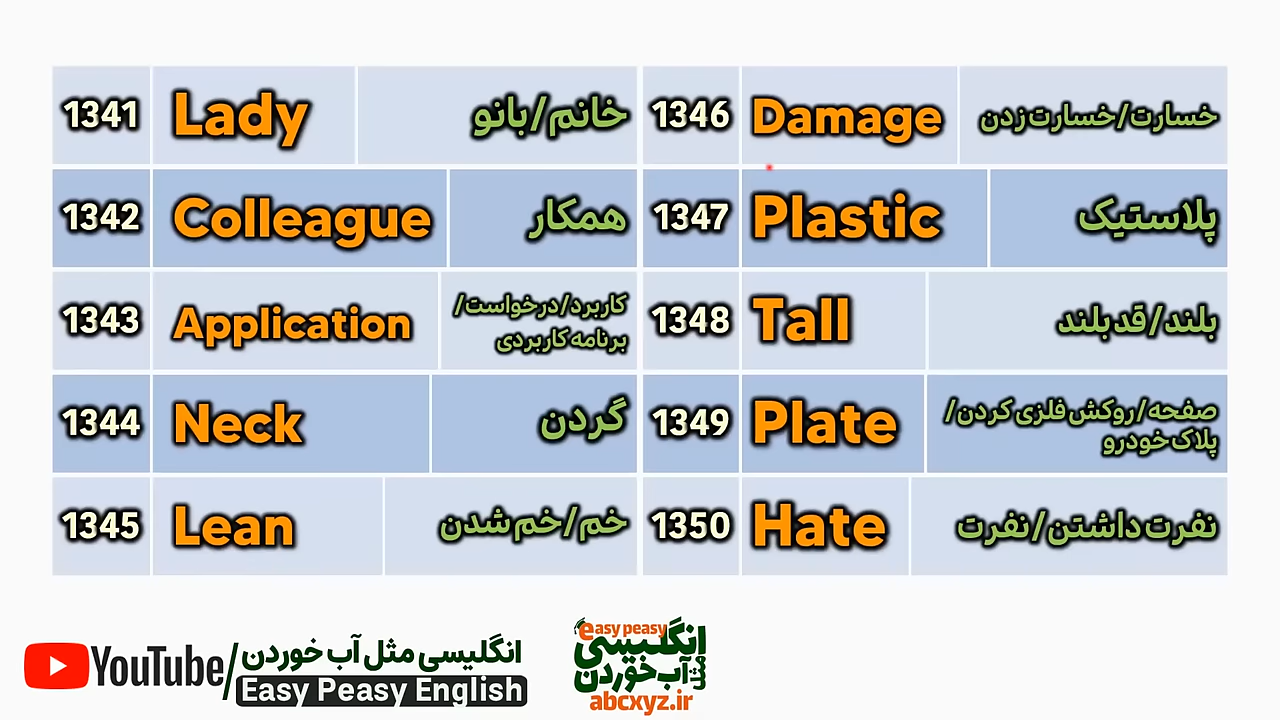 1341 Lady خانم/بانو
1342 Colleague همکار
1343 Application کاربرد/درخواست/
برنامه کاربردی
1344 Neck گردن
1345 Lean خم/خم شدن
1346 Damage خسارت/خسارت زدن
1347 Plastic پلاستیک
1348 Tall بلند/قد بلند
1349 Plate صفحه/روکش فلزی کردن/
پلاک خودرو
1350 Hate نفرت داشتن/نفرت
YouTube/انگلیسی مثل آب خوردن
Easy Peasy English
easy peasy
انگلیسی
مثل آب خوردن
abcxyz.ir